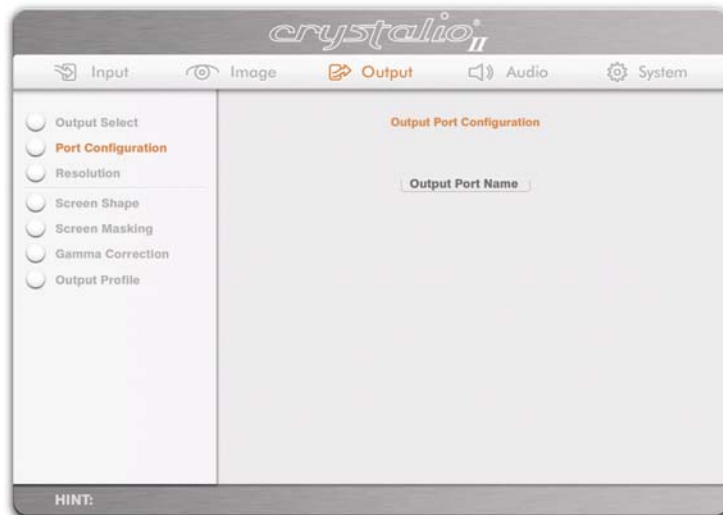 crystalio® II
Input Image Output Audio System
Output Select
Port Configuration
Resolution
Screen Shape
Screen Masking
Gamma Correction
Output Profile
Output Port Configuration
Output Port Name
HINT: